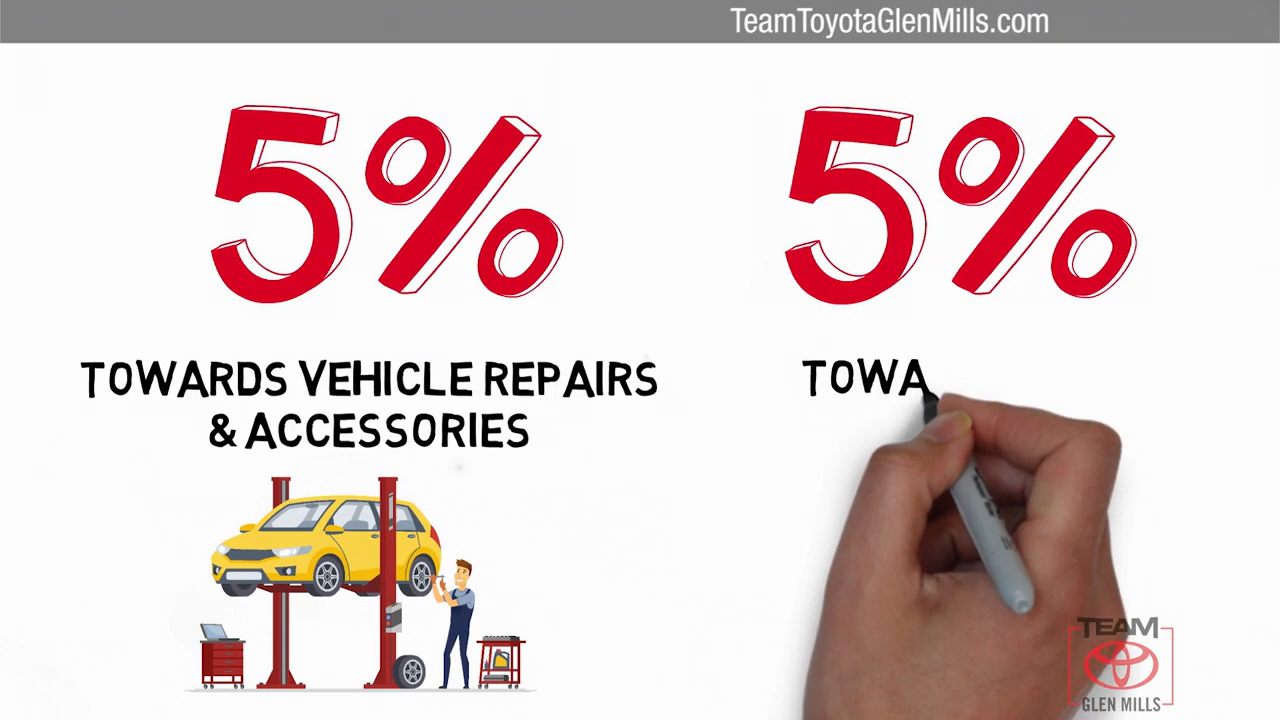 TeamToyotaGlenMills.com
5% 5%
TOWARDS VEHICLE REPAIRS
& ACCESSORIES
TOWA
TEAM
GLEN MILLS